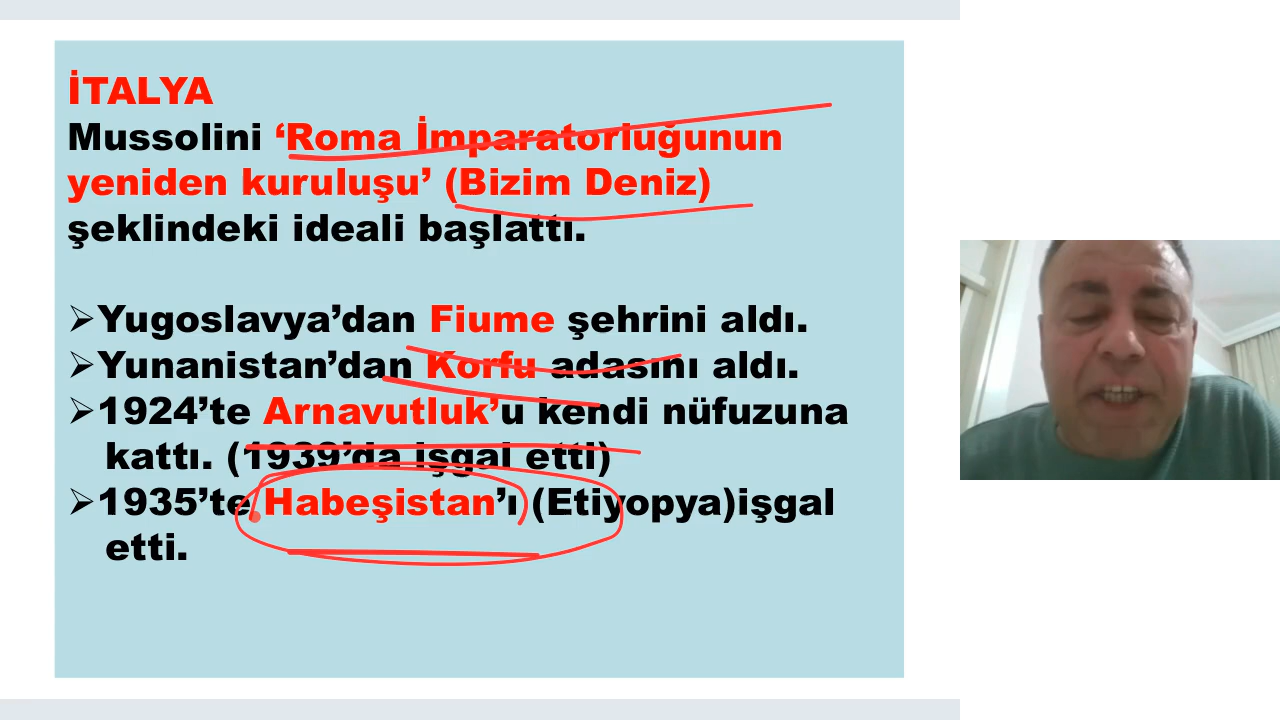 İTALYA
Mussolini ‘Roma İmparatorluğunun
yeniden kuruluşu’ (Bizim Deniz)
şeklindeki ideali başlattı.
➢Yugoslavya’dan Fiume şehrini aldı.
➢Yunanistan’dan Korfu adasını aldı.
➢1924’te Arnavutluk’u kendi nüfuzuna
kattı. (1939’da işgal etti)
➢1935’te Habeşistan’ı (Etiyopya)işgal
etti.